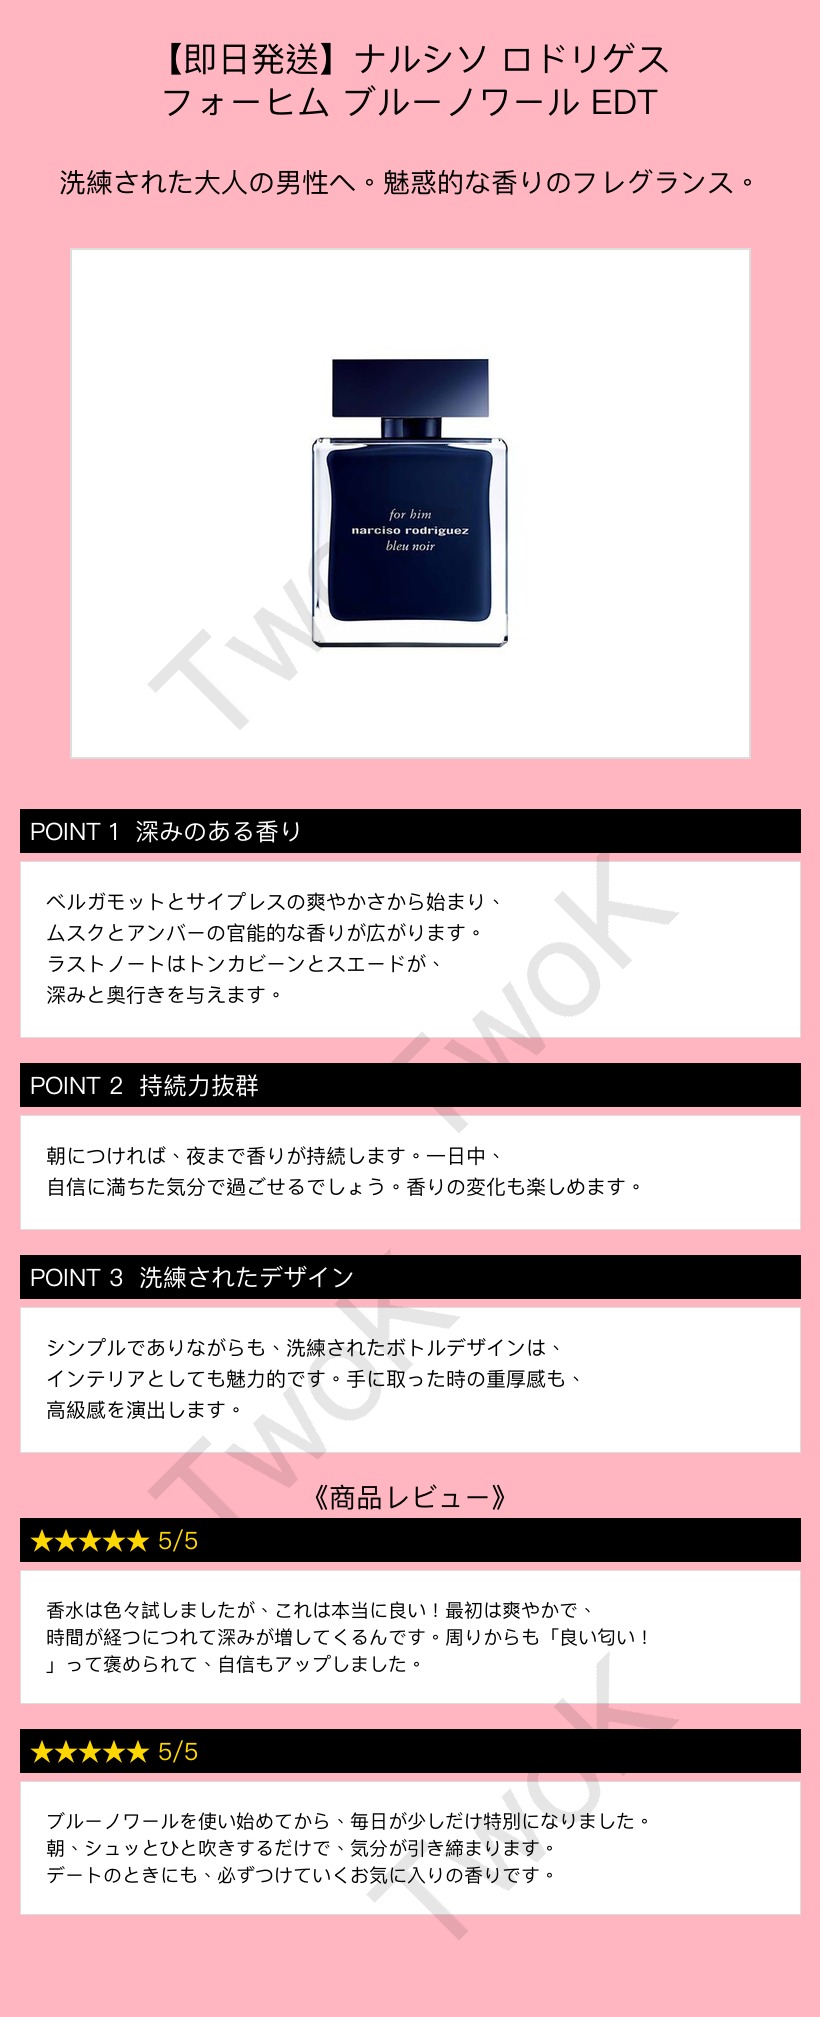 【即日発送】ナルシソ ロドリゲス
フォーヒム ブルーノワール EDT
洗練された大人の男性へ。魅惑的な香りのフレグランス。
for him
narciso rodriguez
bleu noir
TwoK
POINT 1 深みのある香り
ベルガモットとサイプレスの爽やかさから始まり、
ムスクとアンバーの官能的な香りが広がります。
ラストノートはトンカビーンとスエードが、
深みと奥行きを与えます。
TwoK
POINT 2 持続力抜群
朝につければ、夜まで香りが持続します。一日中、
自信に満ちた気分で過ごせるでしょう。香りの変化も楽しめます。
POINT 3 洗練されたデザイン
シンプルでありながらも、洗練されたボトルデザインは、
インテリアとしても魅力的です。手に取った時の重厚感も、
高級感を演出します。
TwoK
《商品レビュー》
★★★★★ 5/5
香水は色々試しましたが、これは本当に良い！最初は爽やかで、
時間が経つにつれて深みが増してくるんです。周りからも「良い匂い！
」って褒められて、自信もアップしました。
★★★★★ 5/5
ブルーノワールを使い始めてから、毎日が少しだけ特別になりました。
朝、シュッとひと吹きするだけで、気分が引き締まります。
デートのときにも、必ずつけていくお気に入りの香りです。
TwoK